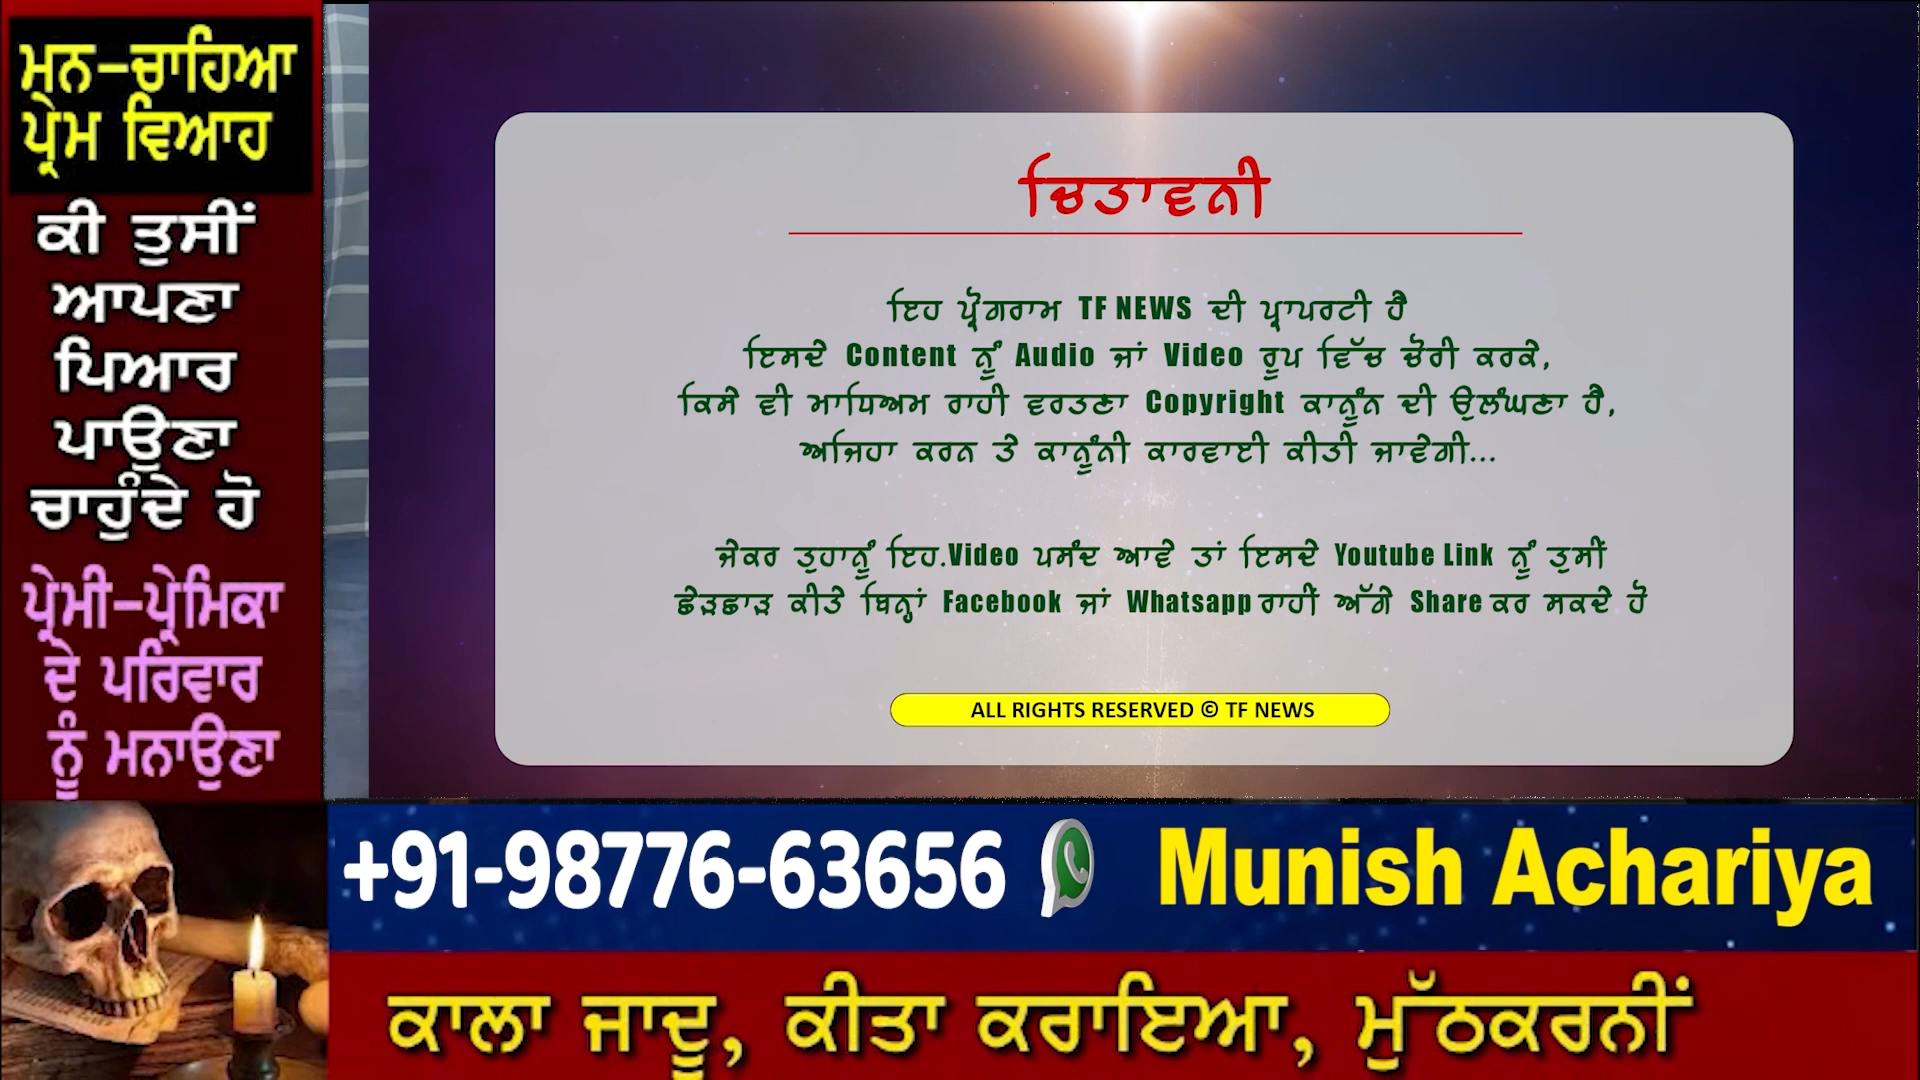 ਮਨ-ਚਾਹਿਆ
ਪ੍ਰੇਮ ਵਿਆਹ
ਕੀ ਤੁਸੀਂ
ਆਪਣਾ
ਪਿਆਰ
ਪਾਉਣਾ
ਚਾਹੁੰਦੇ ਹੋ
ਪ੍ਰੇਮੀ-ਪ੍ਰੇਮਿਕਾ
ਦੇ ਪਰਿਵਾਰ
ਨੂੰ ਮਨਾਉਣਾ
ਚਿਤਾਵਨੀ
ਇਹ ਪ੍ਰੋਗਰਾਮ TF NEWS ਦੀ ਪ੍ਰਾਪਰਟੀ ਹੈ
ਇਸਦੇ Content ਨੂੰ Audio ਜਾਂ Video ਰੂਪ ਵਿੱਚ ਚੋਰੀ ਕਰਕੇ,
ਕਿਸੇ ਵੀ ਮਾਧਿਅਮ ਰਾਹੀ ਵਰਤਣਾ Copyright ਕਾਨੂੰਨ ਦੀ ਉਲੰਘਣਾ ਹੈ,
ਅਜਿਹਾ ਕਰਨ ਤੇ ਕਾਨੂੰਨੀ ਕਾਰਵਾਈ ਕੀਤੀ ਜਾਵੇਗੀ...
ਜੇਕਰ ਤੁਹਾਨੂੰ ਇਹ.Video ਪਸੰਦ ਆਵੇ ਤਾਂ ਇਸਦੇ Youtube Link ਨੂੰ ਤੁਸੀਂ
ਛੇੜਛਾੜ ਕੀਤੇ ਬਿਨ੍ਹਾਂ Facebook ਜਾਂ Whatsapp ਰਾਹੀਂ ਅੱਗੇ Share ਕਰ ਸਕਦੇ ਹੋ
ALL RIGHTS RESERVED © TF NEWS
+91-98776-63656 Munish Achariya
ਕਾਲਾ ਜਾਦੂ, ਕੀਤਾ ਕਰਾਇਆ, ਮੁੱਠਕਰਨੀਂ